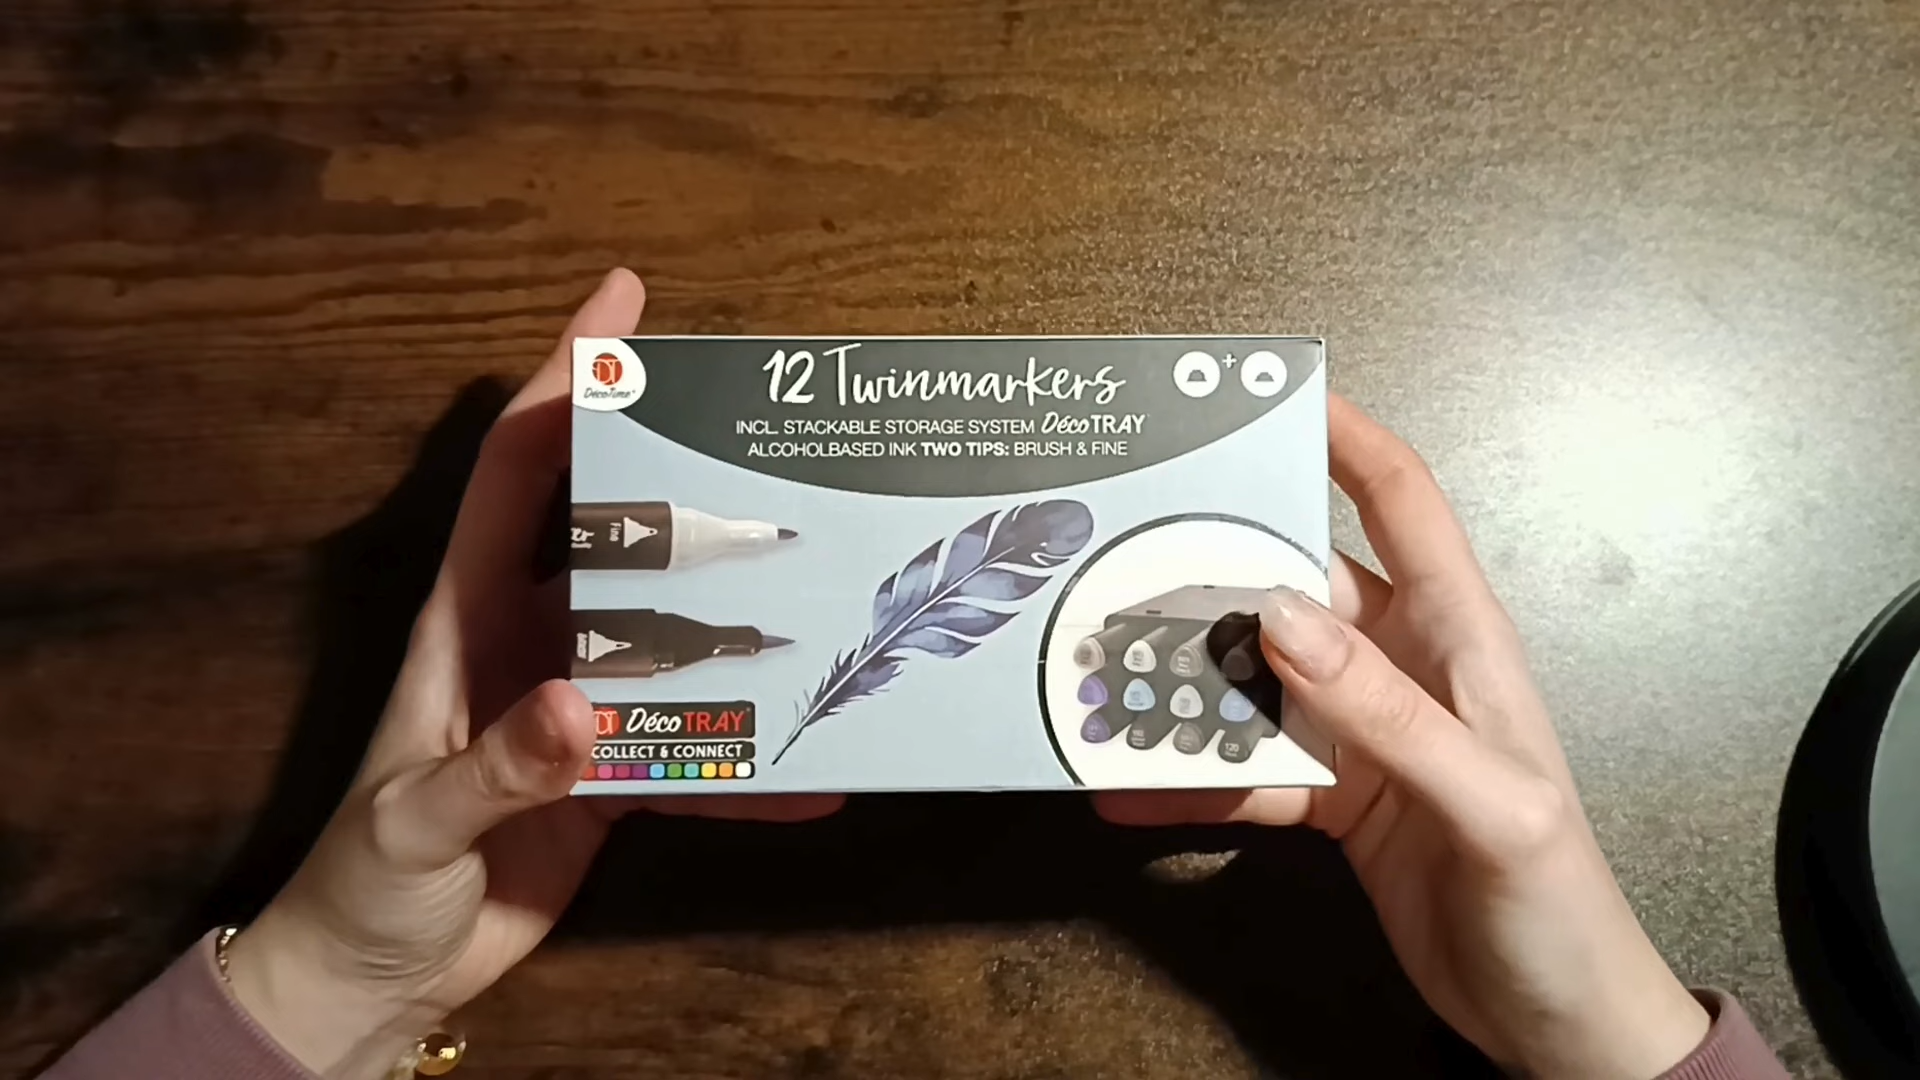 12 Twinmarkers
DécoTime
INCL. STACKABLE STORAGE SYSTEM DécoTRAY
ALCOHOLBASED INK TWO TIPS: BRUSH & FINE
Fine
DT DécoTRAY
COLLECT & CONNECT
120